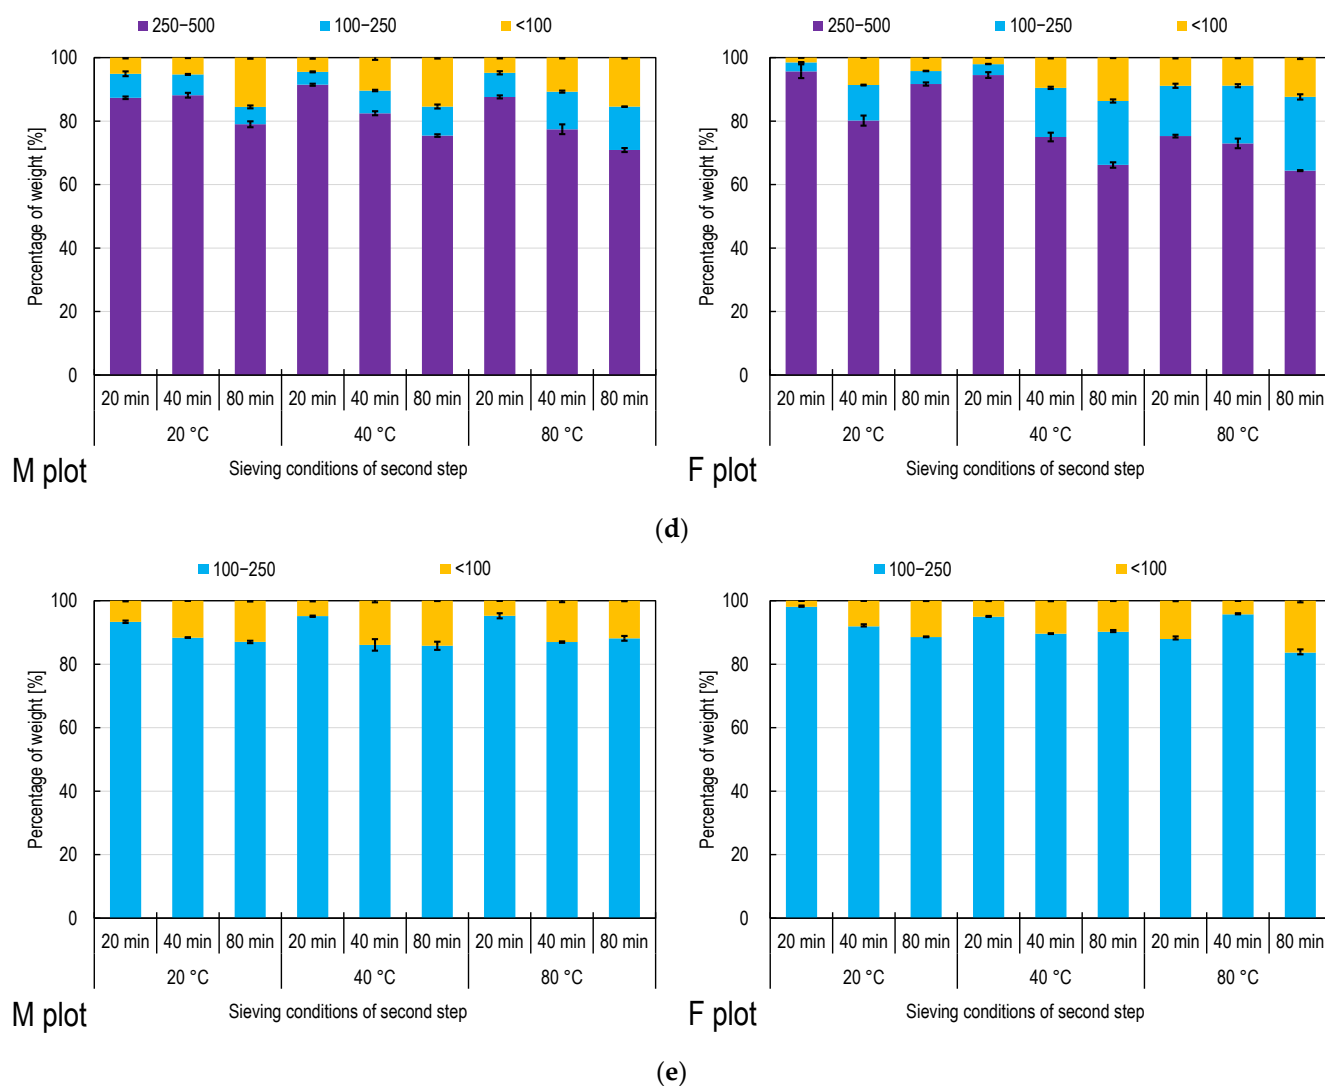 250−500 100−250 <100
100
80
60
40
20
0
Percentage of weight [%]
20 min 40 min 80 min 20 min 40 min 80 min 20 min 40 min 80 min
20 °C 40 °C 80 °C
M plot
Sieving conditions of second step
250−500 100−250 <100
100
80
60
40
20
0
Percentage of weight [%]
20 min 40 min 80 min 20 min 40 min 80 min 20 min 40 min 80 min
20 °C 40 °C 80 °C
F plot
Sieving conditions of second step
(d)
100−250 <100
100
80
60
40
20
0
Percentage of weight [%]
20 min 40 min 80 min 20 min 40 min 80 min 20 min 40 min 80 min
20 °C 40 °C 80 °C
M plot
Sieving conditions of second step
100−250 <100
100
80
60
40
20
0
Percentage of weight [%]
20 min 40 min 80 min 20 min 40 min 80 min 20 min 40 min 80 min
20 °C 40 °C 80 °C
F plot
Sieving conditions of second step
(e)